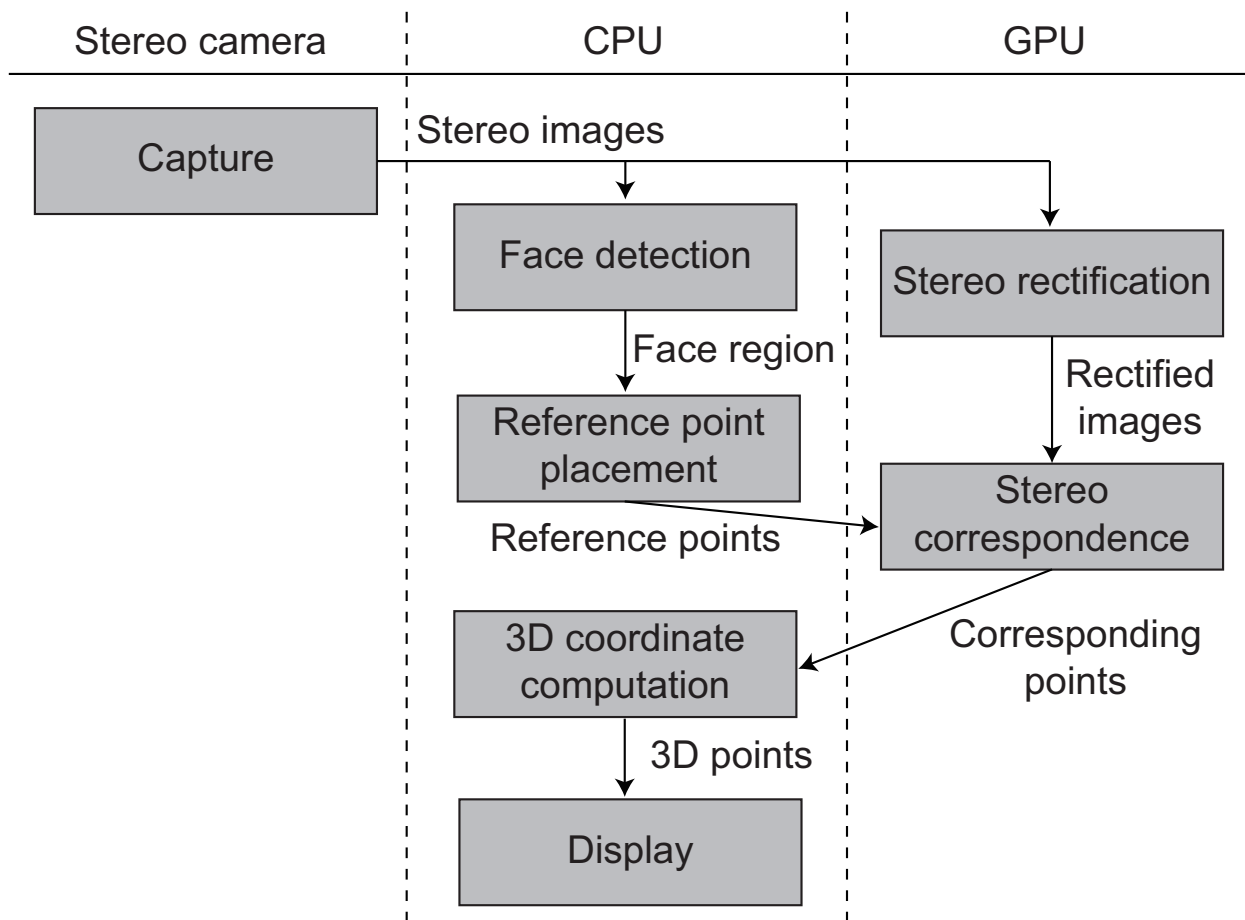 Stereo camera
CPU
GPU
Capture
Stereo images
Face detection
Stereo rectification
Face region
Rectified
images
Reference point
placement
Stereo
correspondence
Reference points
3D coordinate
computation
Corresponding
points
3D points
Display